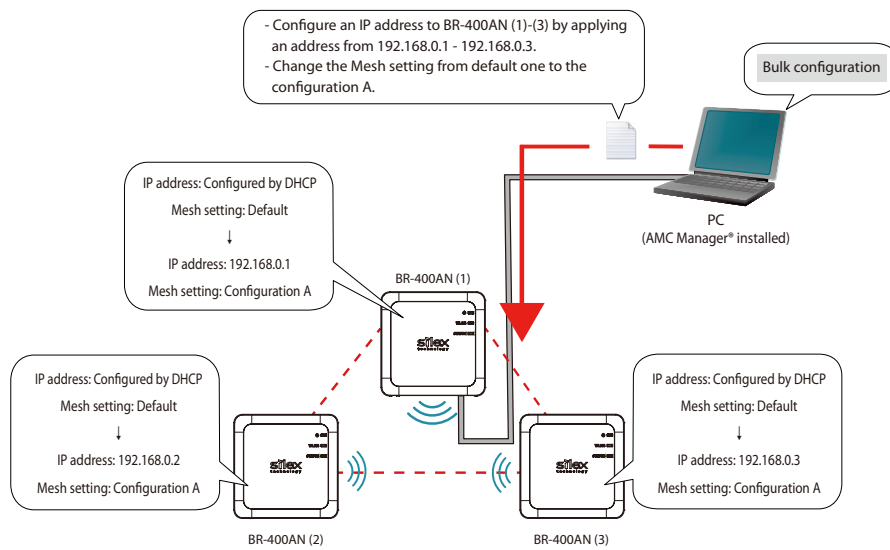 - Configure an IP address to BR-400AN (1)-(3) by applying
an address from 192.168.0.1 - 192.168.0.3.
- Change the Mesh setting from default one to the
configuration A.
Bulk configuration
PC
(AMC Manager® installed)
IP address: Configured by DHCP
Mesh setting: Default
↓
IP address: 192.168.0.1
Mesh setting: Configuration A
BR-400AN (1)
silex
technology
IP address: Configured by DHCP
Mesh setting: Default
↓
IP address: 192.168.0.2
Mesh setting: Configuration A
silex
technology
BR-400AN (2)
IP address: Configured by DHCP
Mesh setting: Default
↓
IP address: 192.168.0.3
Mesh setting: Configuration A
silex
technology
BR-400AN (3)